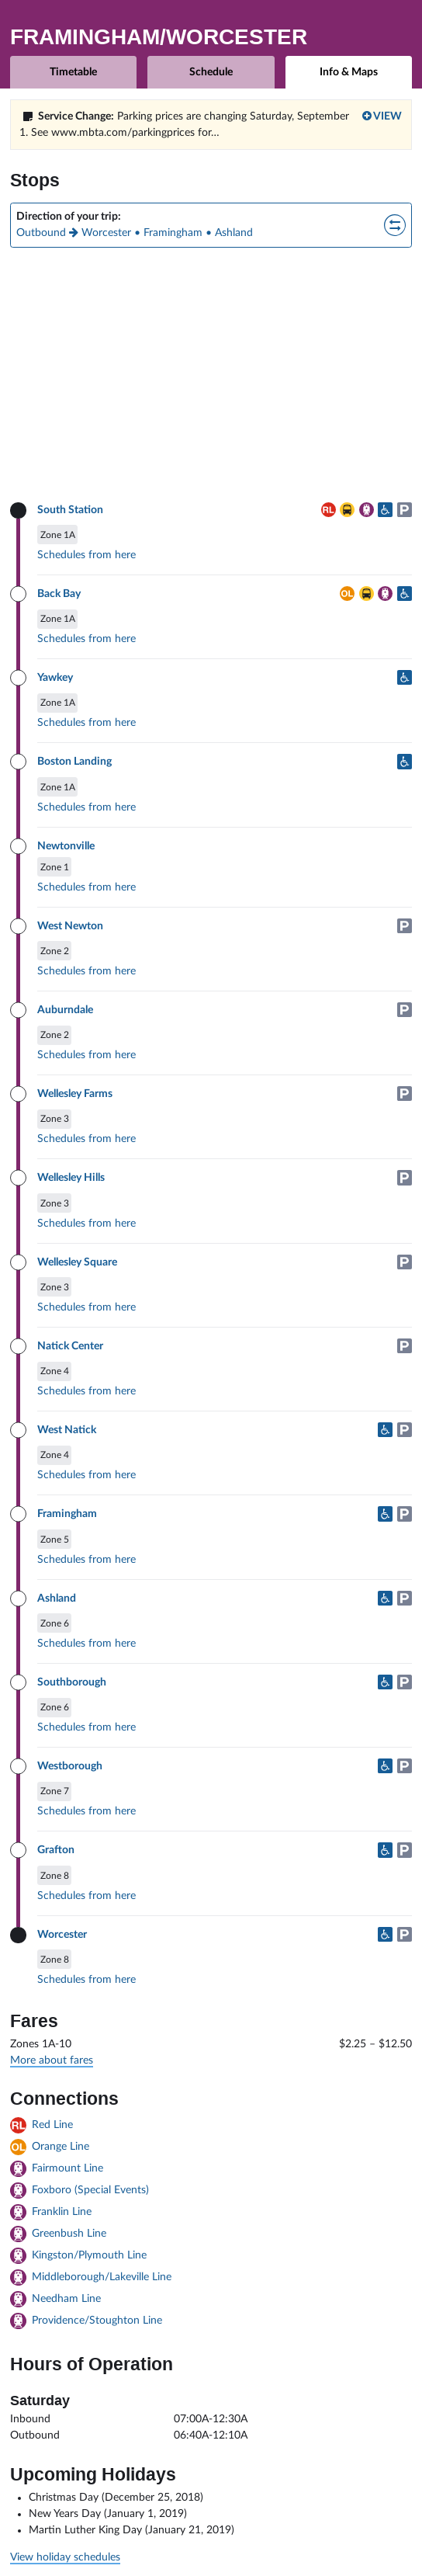 FRAMINGHAM/WORCESTER
Timetable
Schedule
Info & Maps
Service Change: Parking prices are changing Saturday, September
VIEW
1. See www.mbta.com/parkingprices for...
Stops
Direction of your trip:
Outbound → Worcester • Framingham • Ashland
South Station
RL
P
Zone 1A
Schedules from here
Back Bay
OL
Zone 1A
Schedules from here
Yawkey
Zone 1A
Schedules from here
Boston Landing
Zone 1A
Schedules from here
Newtonville
Zone 1
Schedules from here
West Newton
P
Zone 2
Schedules from here
Auburndale
P
Zone 2
Schedules from here
Wellesley Farms
P
Zone 3
Schedules from here
Wellesley Hills
P
Zone 3
Schedules from here
Wellesley Square
P
Zone 3
Schedules from here
Natick Center
P
Zone 4
Schedules from here
West Natick
P
Zone 4
Schedules from here
Framingham
P
Zone 5
Schedules from here
Ashland
P
Zone 6
Schedules from here
Southborough
P
Zone 6
Schedules from here
Westborough
P
Zone 7
Schedules from here
Grafton
P
Zone 8
Schedules from here
Worcester
P
Zone 8
Schedules from here
Fares
Zones 1A-10 $2.25 – $12.50
More about fares
Connections
RL Red Line
OL Orange Line
Fairmount Line
Foxboro (Special Events)
Franklin Line
Greenbush Line
Kingston/Plymouth Line
Middleborough/Lakeville Line
Needham Line
Providence/Stoughton Line
Hours of Operation
Saturday
Inbound 07:00A-12:30A
Outbound 06:40A-12:10A
Upcoming Holidays
• Christmas Day (December 25, 2018)
• New Years Day (January 1, 2019)
• Martin Luther King Day (January 21, 2019)
View holiday schedules